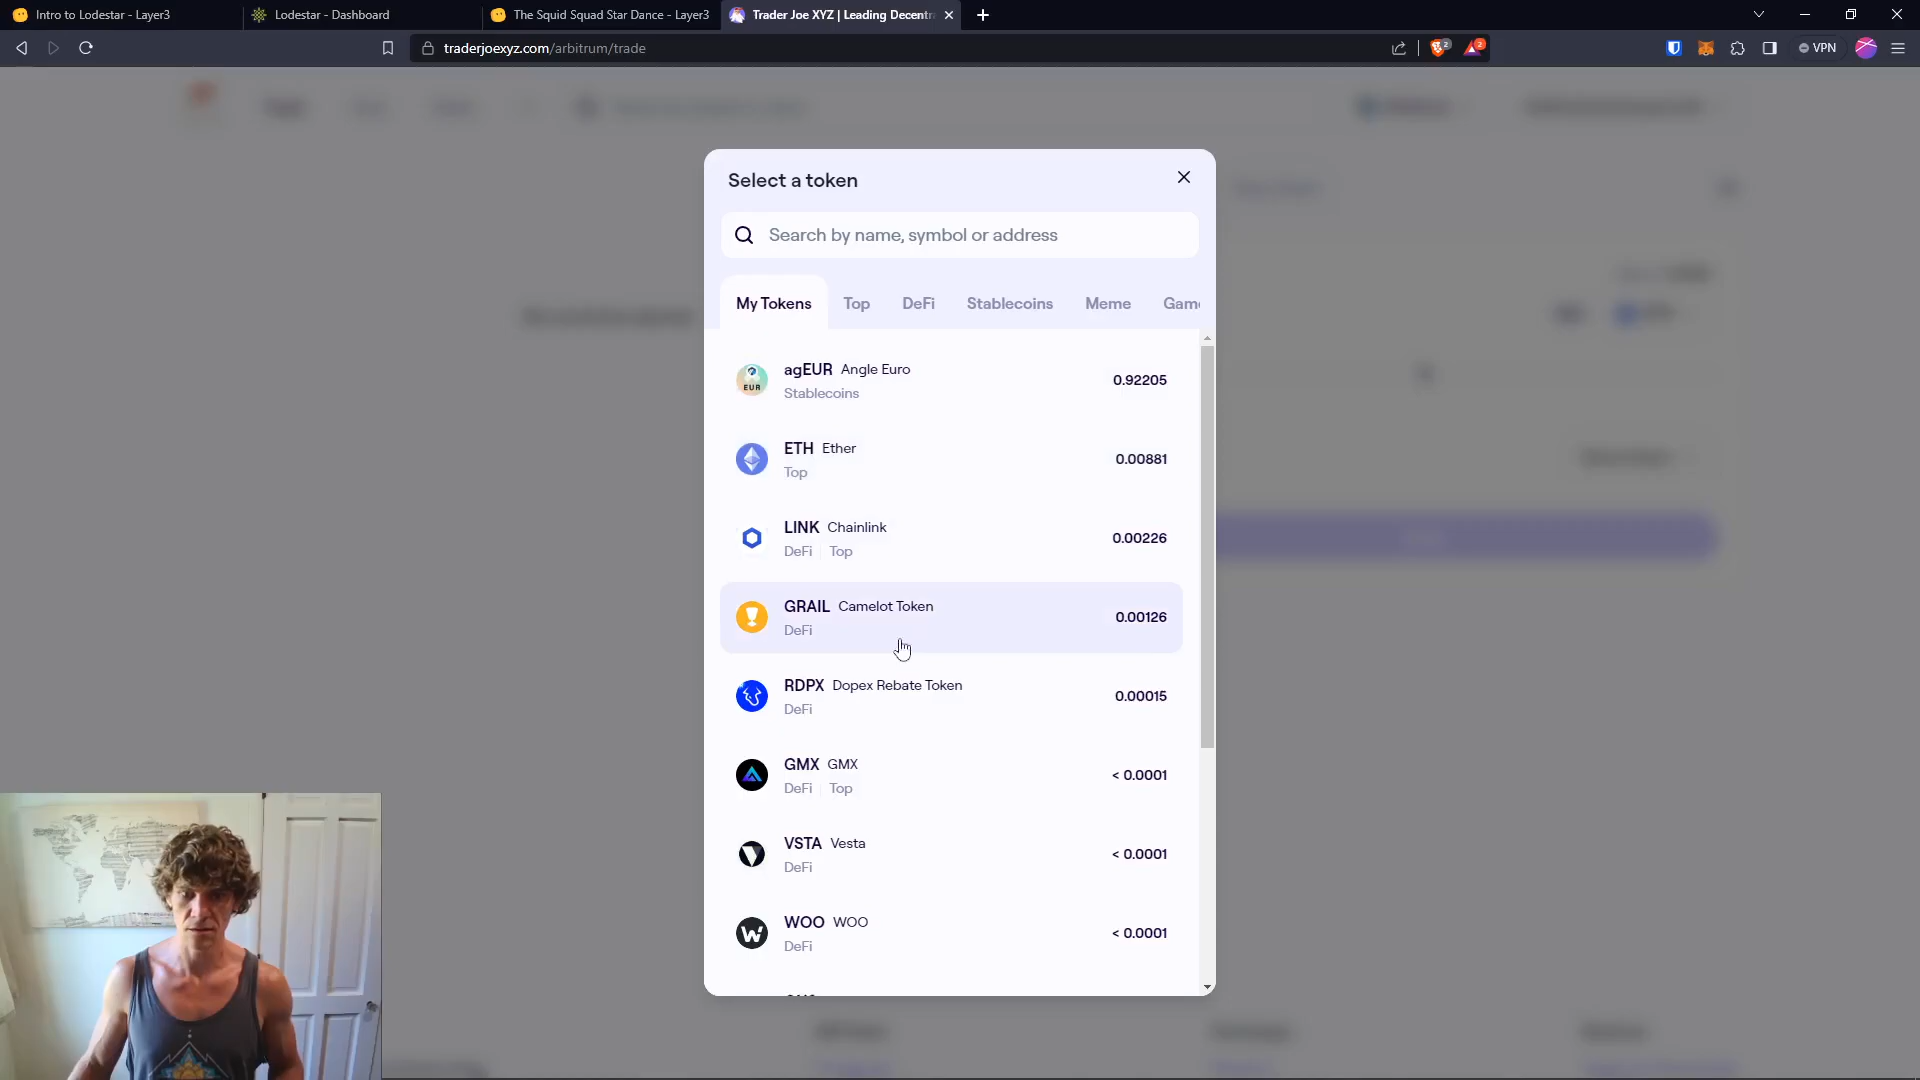 Intro to Lodestar - Layer3
Lodestar - Dashboard
The Squid Squad Star Dance - Layer3
Trader Joe XYZ | Leading Decentr
traderjoexyz.com/arbitrum/trade
2
2
VPN
Select a token
Search by name, symbol or address
My Tokens
Top
DeFi
Stablecoins
Meme
Game
agEUR Angle Euro
Stablecoins
0.92205
EUR
ETH Ether
Top
0.00881
LINK Chainlink
DeFi Top
0.00226
GRAIL Camelot Token
DeFi
0.00126
RDPX Dopex Rebate Token
DeFi
0.00015
GMX GMX
DeFi Top
< 0.0001
VSTA Vesta
DeFi
< 0.0001
WOO WOO
DeFi
< 0.0001